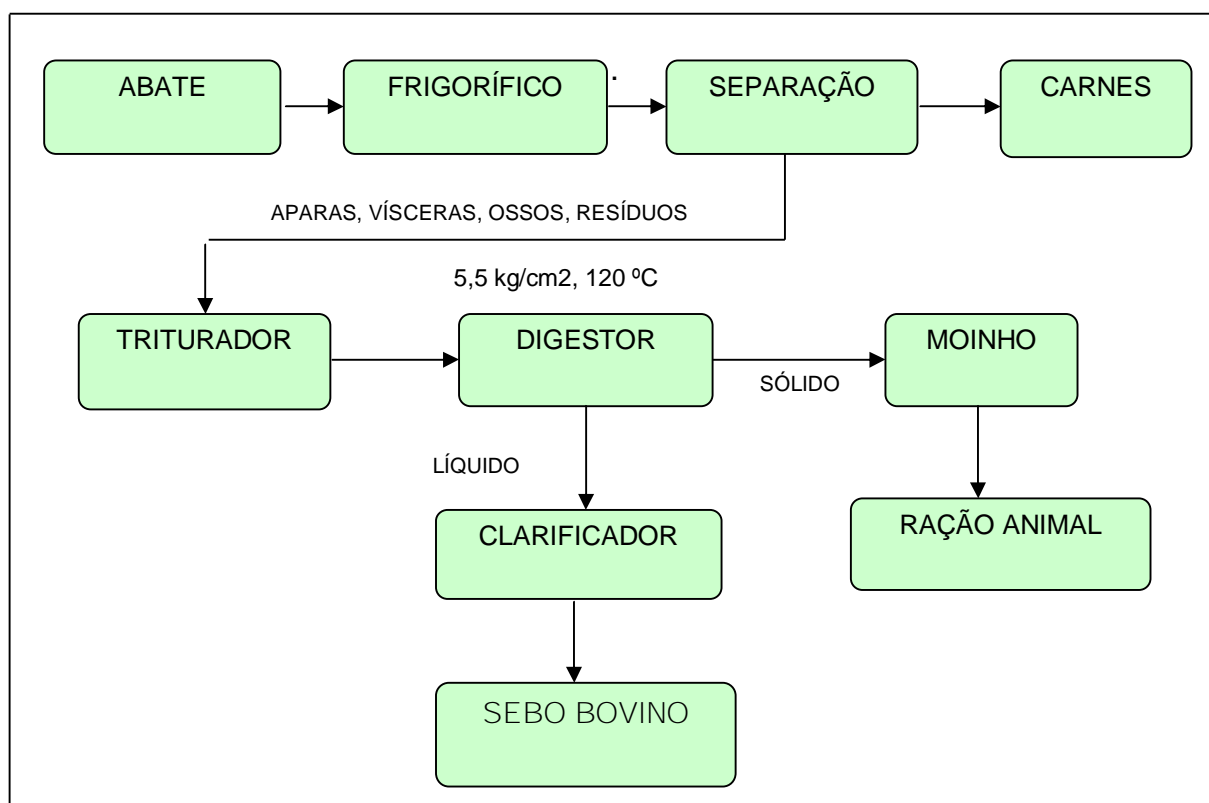 ABATE
FRIGORÍFICO
.
SEPARAÇÃO
CARNES
APARAS, VÍSCERAS, OSSOS, RESÍDUOS
5,5 kg/cm2, 120 ºC
TRITURADOR
DIGESTOR
MOINHO
SÓLIDO
LÍQUIDO
CLARIFICADOR
RAÇÃO ANIMAL
SEBO BOVINO